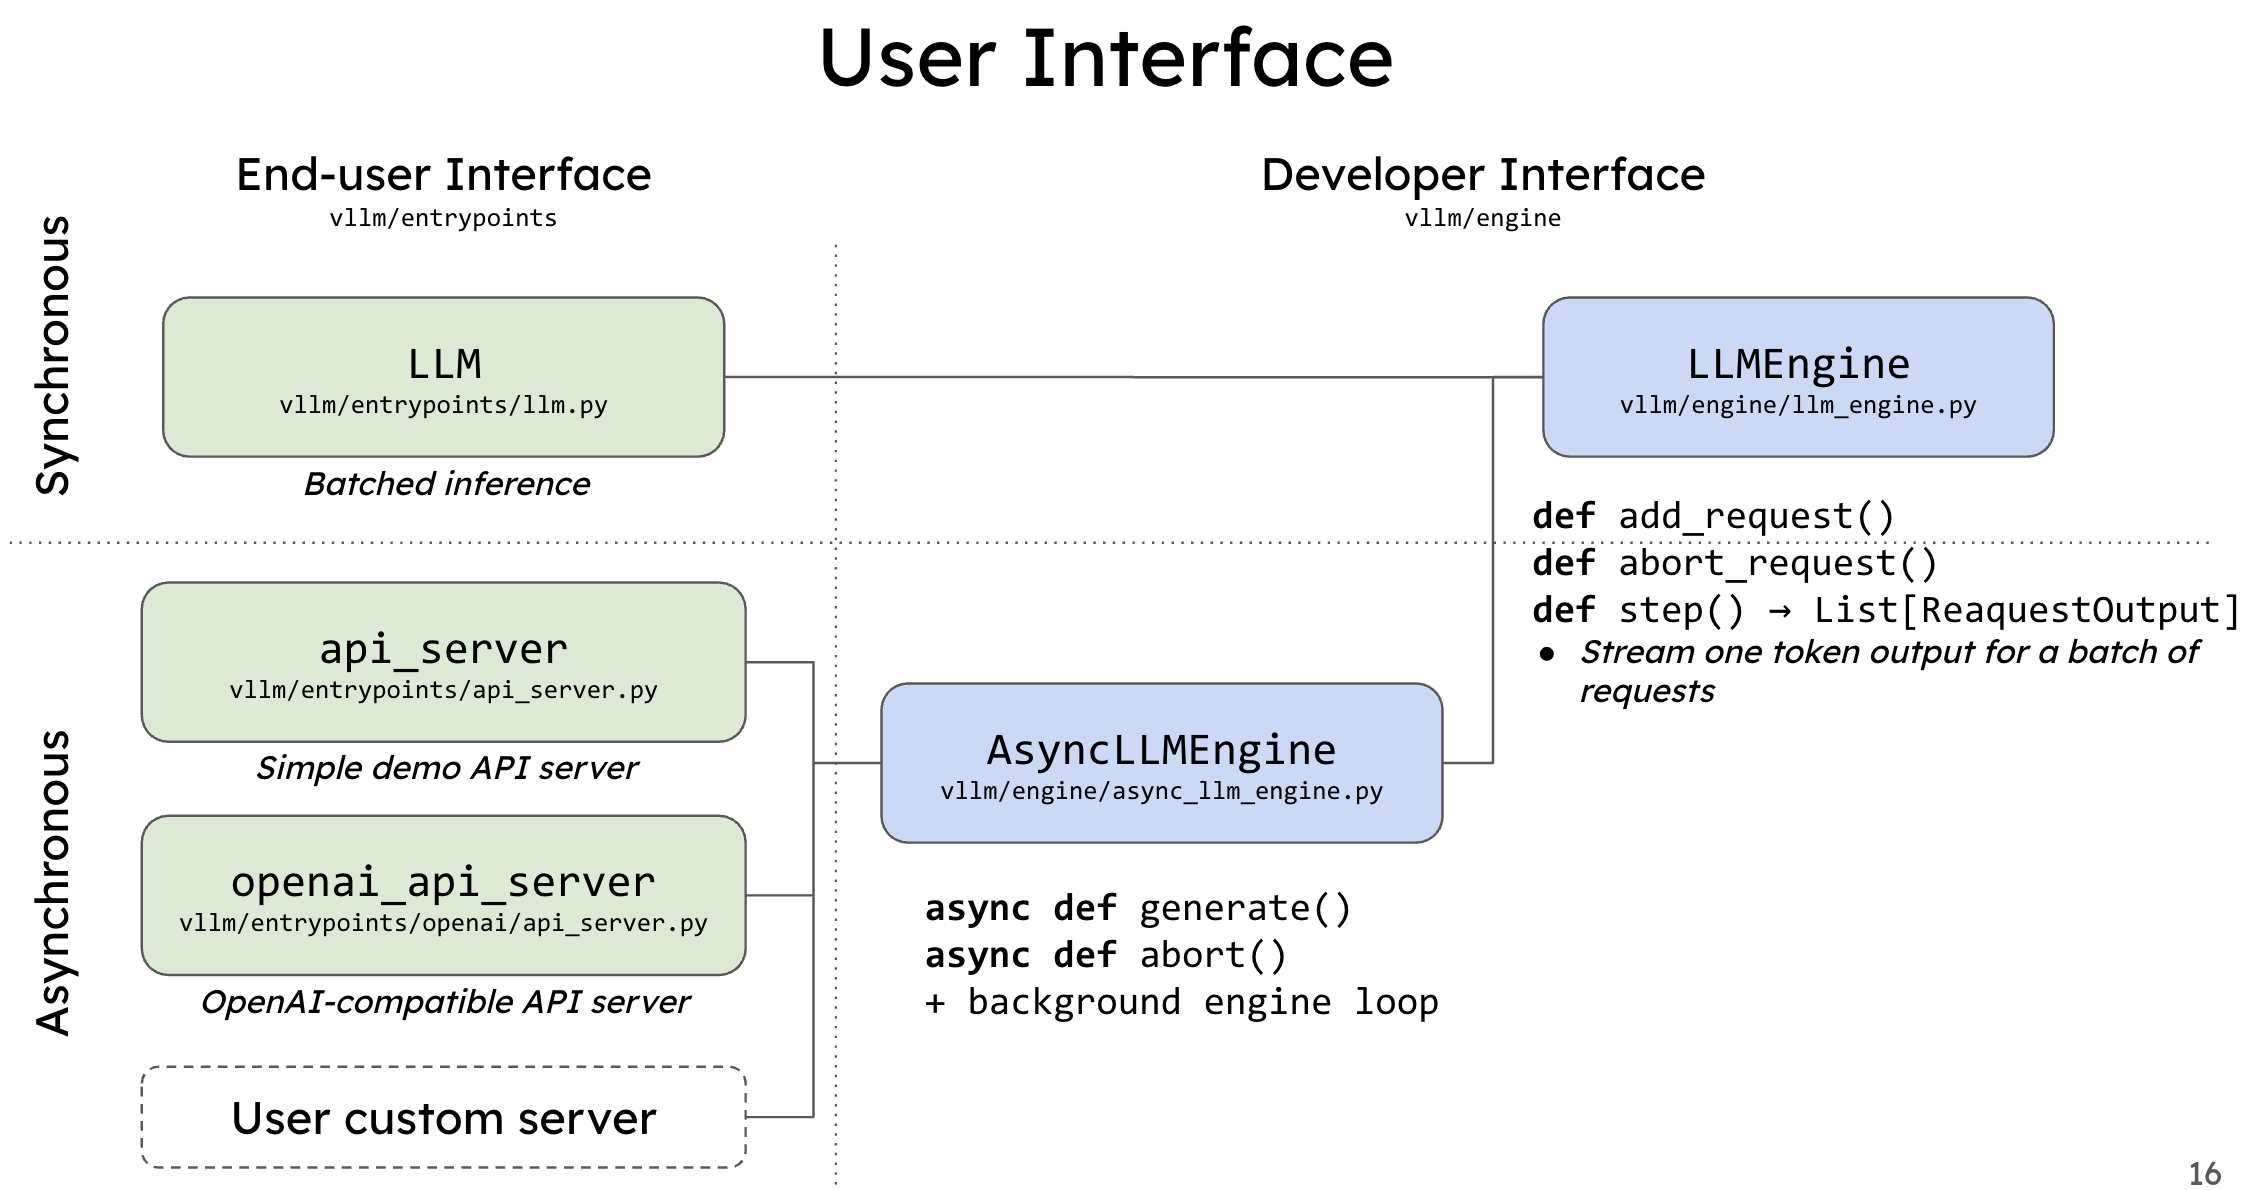 User Interface
End-user Interface
vllm/entrypoints
Developer Interface
vllm/engine
Synchronous
LLM
vllm/entrypoints/llm.py
Batched inference
LLMEngine
vllm/engine/llm_engine.py
def add_request()
def abort_request()
def step() → List[ReaquestOutput]
● Stream one token output for a batch of
requests
Asynchronous
api_server
vllm/entrypoints/api_server.py
Simple demo API server
openai_api_server
vllm/entrypoints/openai/api_server.py
OpenAI-compatible API server
User custom server
AsyncLLMEngine
vllm/engine/async_llm_engine.py
async def generate()
async def abort()
+ background engine loop
16